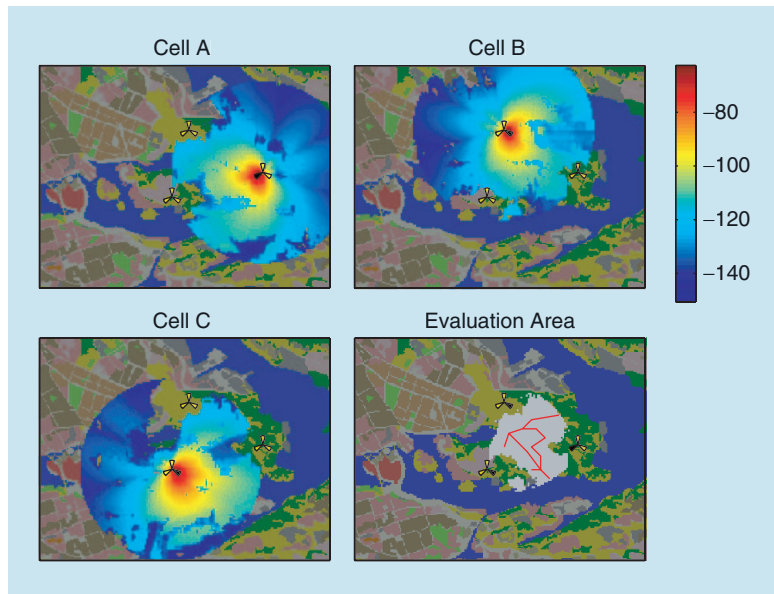 Cell A
Cell B
−80
−100
−120
−140
Cell C
Evaluation Area